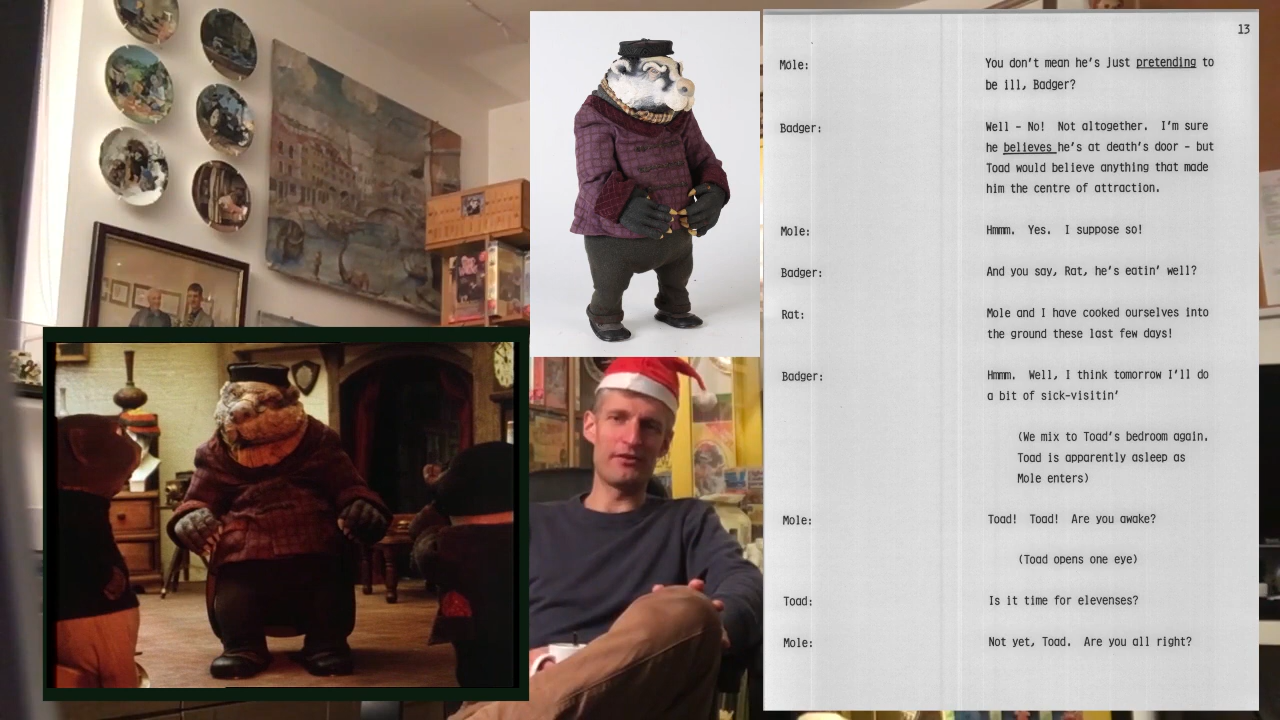 13
Mole: You don't mean he's just pretending to
be ill, Badger?
Badger: Well - No! Not altogether. I'm sure
he believes he's at death's door - but
Toad would believe anything that made
him the centre of attraction.
Mole: Hmmm. Yes. I suppose so!
Badger: And you say, Rat, he's eatin' well?
Rat: Mole and I have cooked ourselves into
the ground these last few days!
Badger: Hmmm. Well, I think tomorrow I'll do
a bit of sick-visitin'
(We mix to Toad's bedroom again.
Toad is apparently asleep as
Mole enters)
Mole: Toad! Toad! Are you awake?
(Toad opens one eye)
Toad: Is it time for elevenses?
Mole: Not yet, Toad. Are you all right?